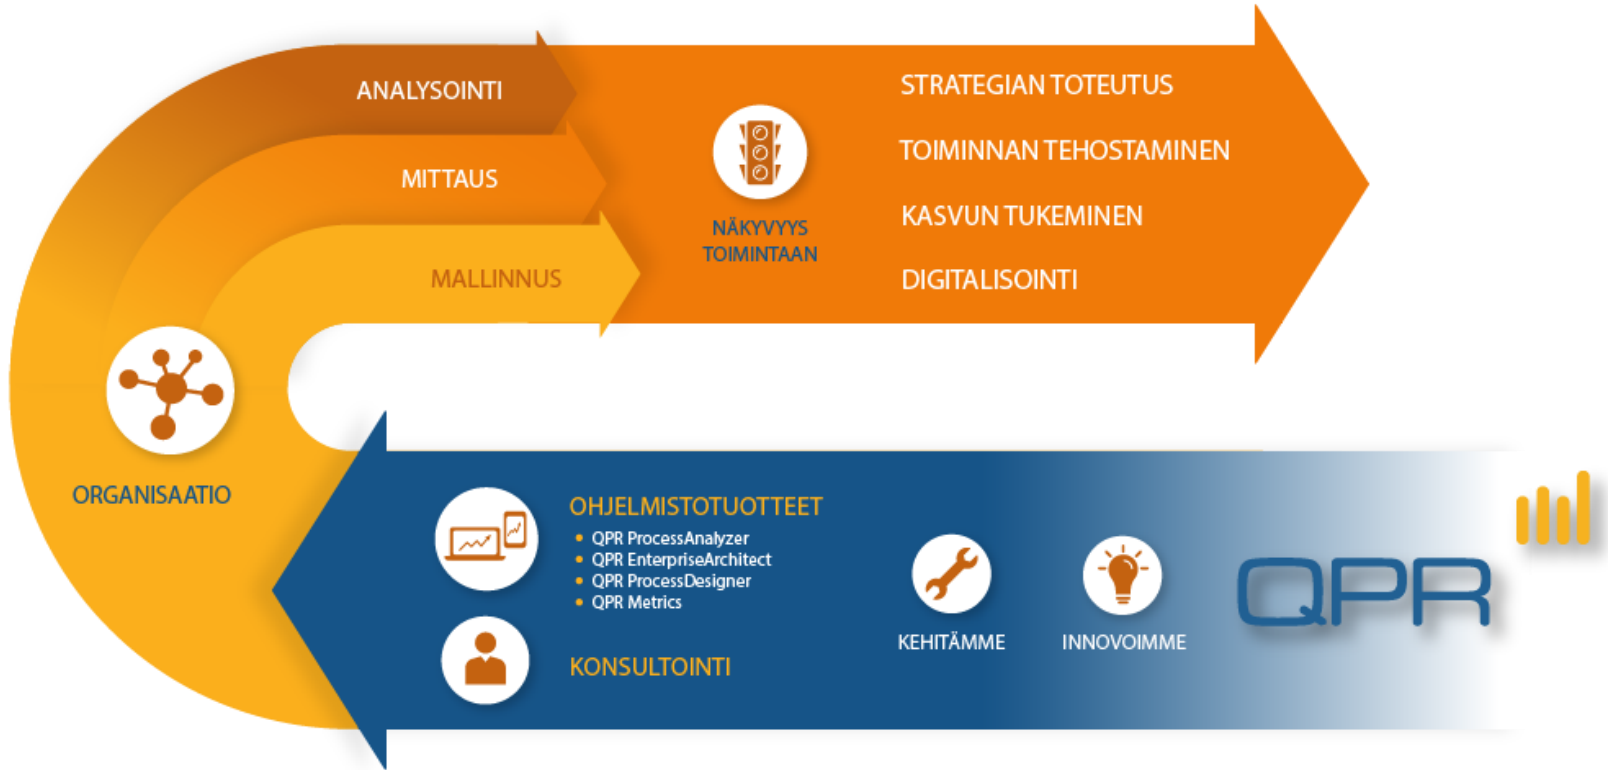 ANALYSOINTI
MITTAUS
MALLINNUS
NÄKYVYYS
TOIMINTAAN
STRATEGIAN TOTEUTUS
TOIMINNAN TEHOSTAMINEN
KASVUN TUKEMINEN
DIGITALISOINTI
ORGANISAATIO
OHJELMISTOTUOTTEET
• QPR ProcessAnalyzer
• QPR EnterpriseArchitect
• QPR ProcessDesigner
• QPR Metrics
KONSULTOINTI
KEHITÄMME
INNOVOIMME
QPR